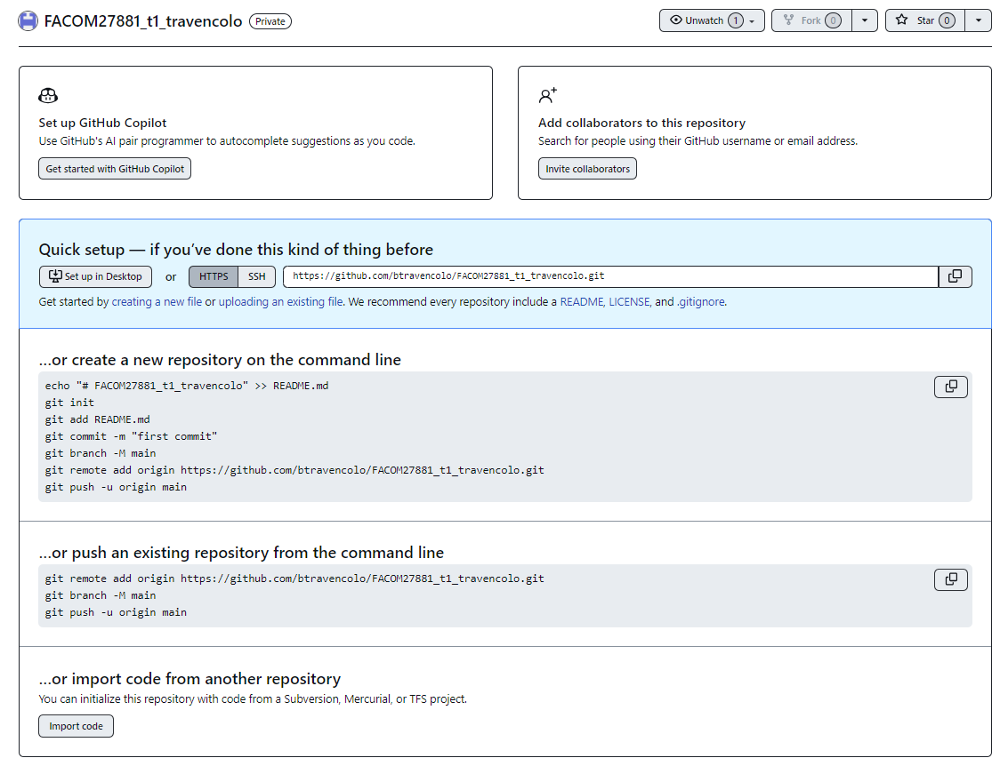 FACOM27881_t1_travencolo Private Unwatch 1 Fork 0 Star 0
Set up GitHub Copilot
Use GitHub's AI pair programmer to autocomplete suggestions as you code.
Get started with GitHub Copilot
Add collaborators to this repository
Search for people using their GitHub username or email address.
Invite collaborators
Quick setup — if you’ve done this kind of thing before
Set up in Desktop or HTTPS SSH https://github.com/btravencolo/FACOM27881_t1_travencolo.git
Get started by creating a new file or uploading an existing file. We recommend every repository include a README, LICENSE, and .gitignore.
…or create a new repository on the command line
echo "# FACOM27881_t1_travencolo" >> README.md
git init
git add README.md
git commit -m "first commit"
git branch -M main
git remote add origin https://github.com/btravencolo/FACOM27881_t1_travencolo.git
git push -u origin main
…or push an existing repository from the command line
git remote add origin https://github.com/btravencolo/FACOM27881_t1_travencolo.git
git branch -M main
git push -u origin main
…or import code from another repository
You can initialize this repository with code from a Subversion, Mercurial, or TFS project.
Import code